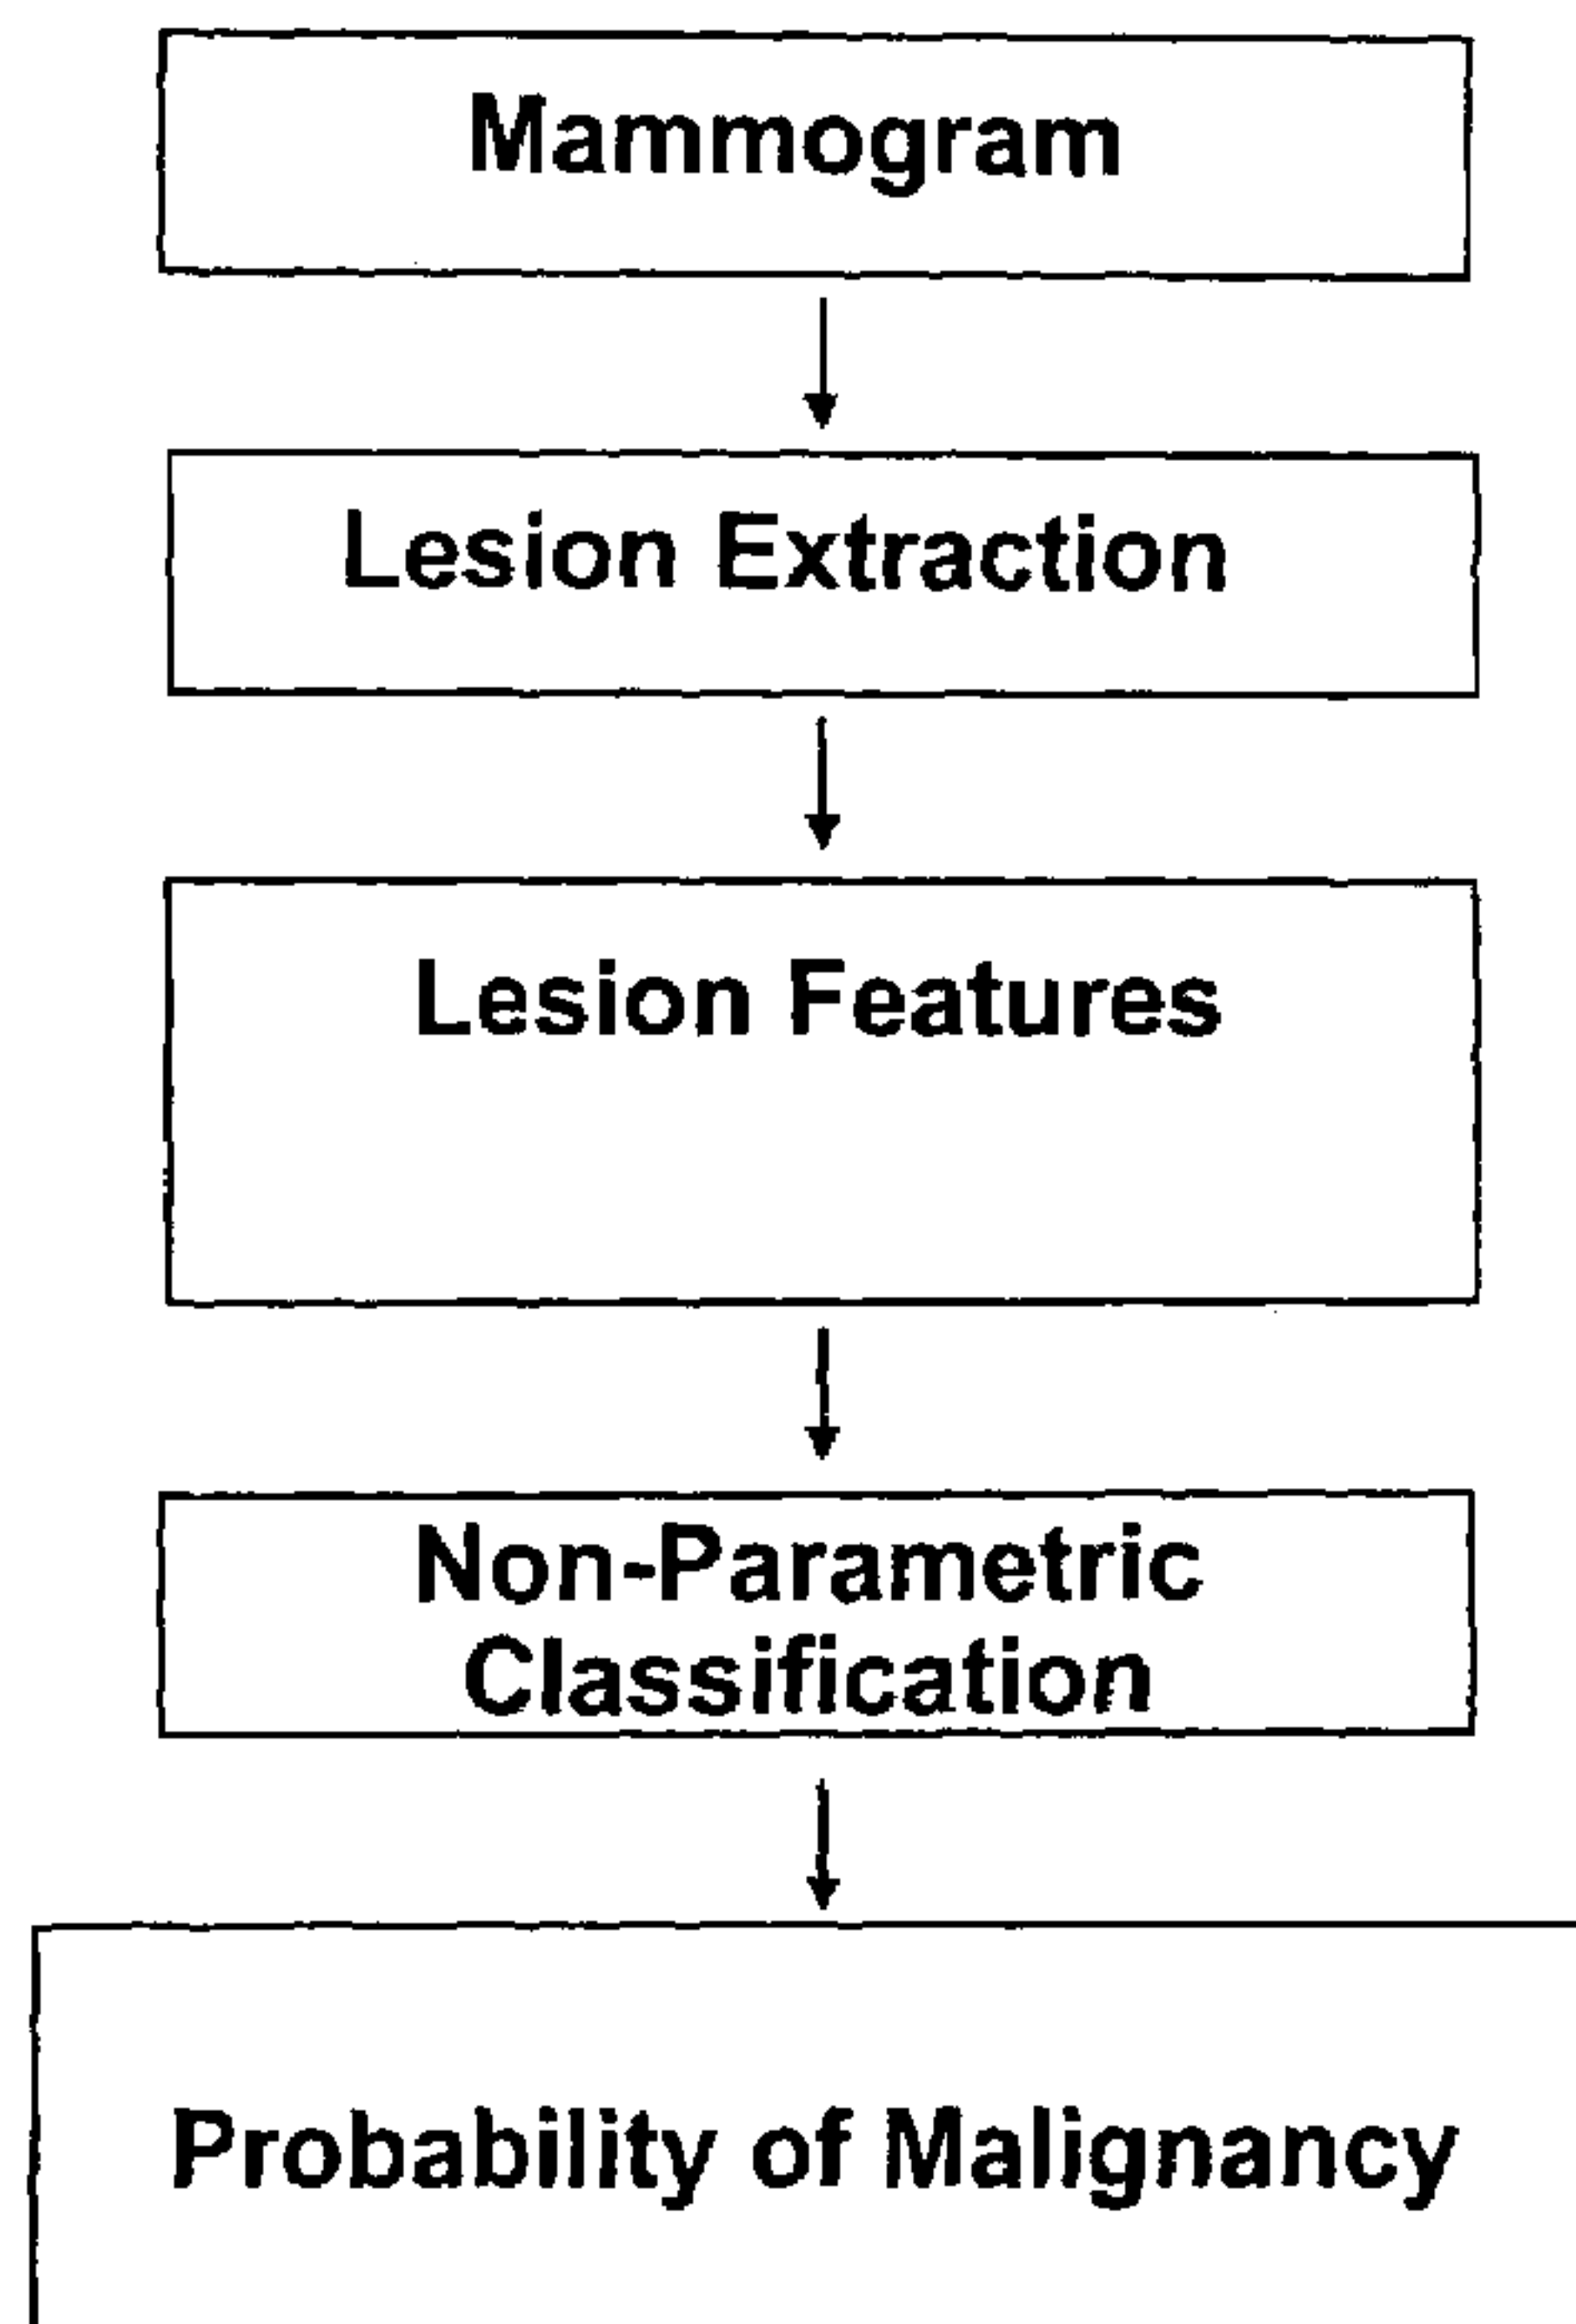 Mammogram
Lesion Extraction
Lesion Features
Non-Parametric
Classification
Probability of Malignancy